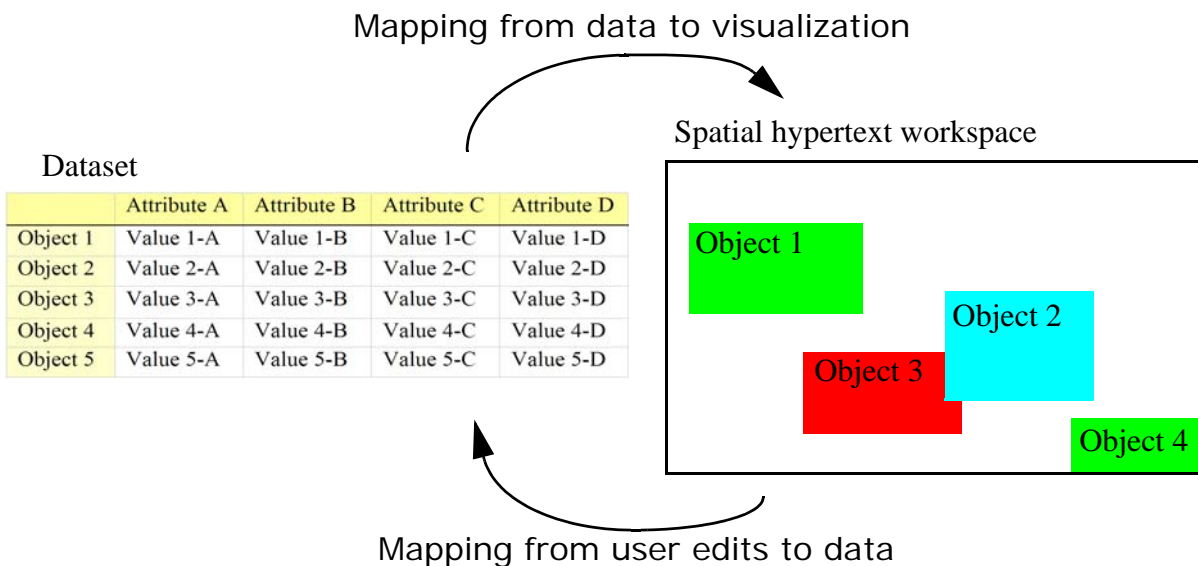 Mapping from data to visualization
Spatial hypertext workspace
Dataset
Attribute A Attribute B Attribute C Attribute D
Object 1 Value 1-A Value 1-B Value 1-C Value 1-D
Object 2 Value 2-A Value 2-B Value 2-C Value 2-D
Object 3 Value 3-A Value 3-B Value 3-C Value 3-D
Object 4 Value 4-A Value 4-B Value 4-C Value 4-D
Object 5 Value 5-A Value 5-B Value 5-C Value 5-D
Object 1
Object 2
Object 3
Object 4
Mapping from user edits to data